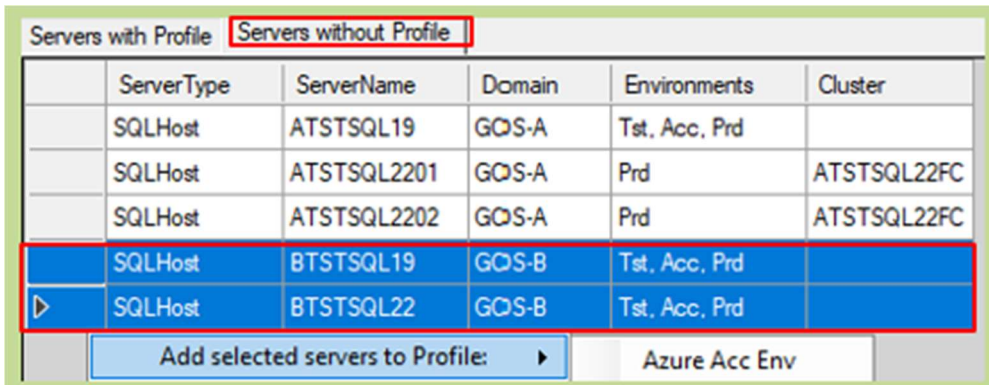 Servers with Profile Servers without Profile
ServerType ServerName Domain Environments Cluster
SQLHost ATSTSQL19 GOS-A Tst, Acc, Prd
SQLHost ATSTSQL2201 GOS-A Prd ATSTSQL22FC
SQLHost ATSTSQL2202 GOS-A Prd ATSTSQL22FC
SQLHost BTSTSQL19 GOS-B Tst, Acc, Prd
SQLHost BTSTSQL22 GOS-B Tst, Acc, Prd
Add selected servers to Profile: Azure Acc Env